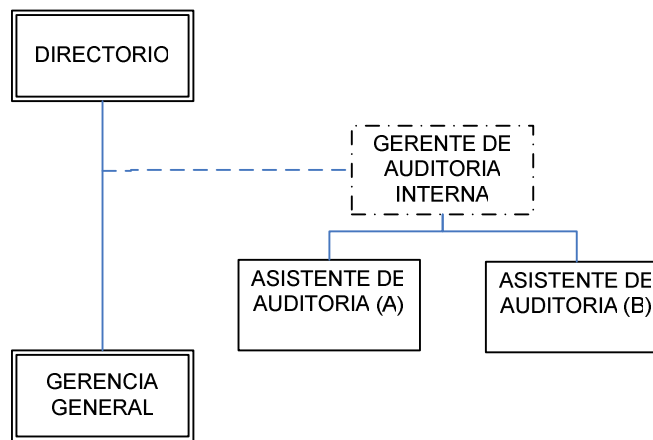 DIRECTORIO
GERENTE DE
AUDITORIA
INTERNA
ASISTENTE DE
AUDITORIA (A)
ASISTENTE DE
AUDITORIA (B)
GERENCIA
GENERAL